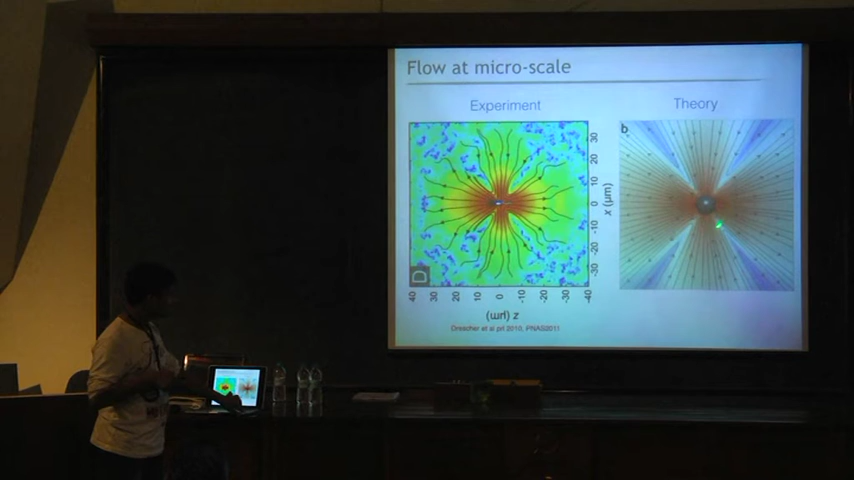 Flow at micro-scale
Experiment
Theory
b
30
20
10
0
-10
-20
-30
x (μm)
D
40
30
20
10
0
-10
-20
-30
-40
z (μm)
Drescher et al prl 2010, PNAS2011